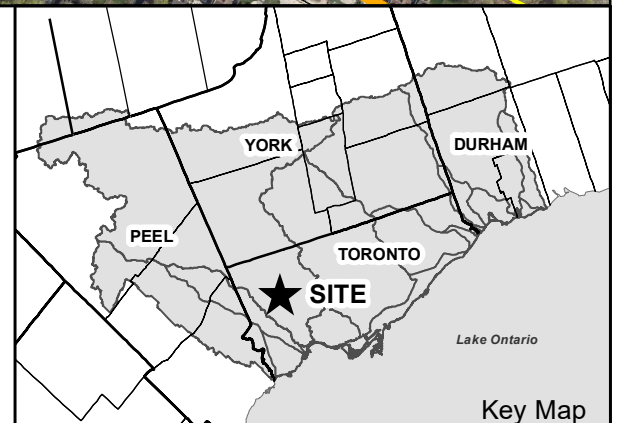 YORK
DURHAM
PEEL
TORONTO
SITE
Lake Ontario
Key Map